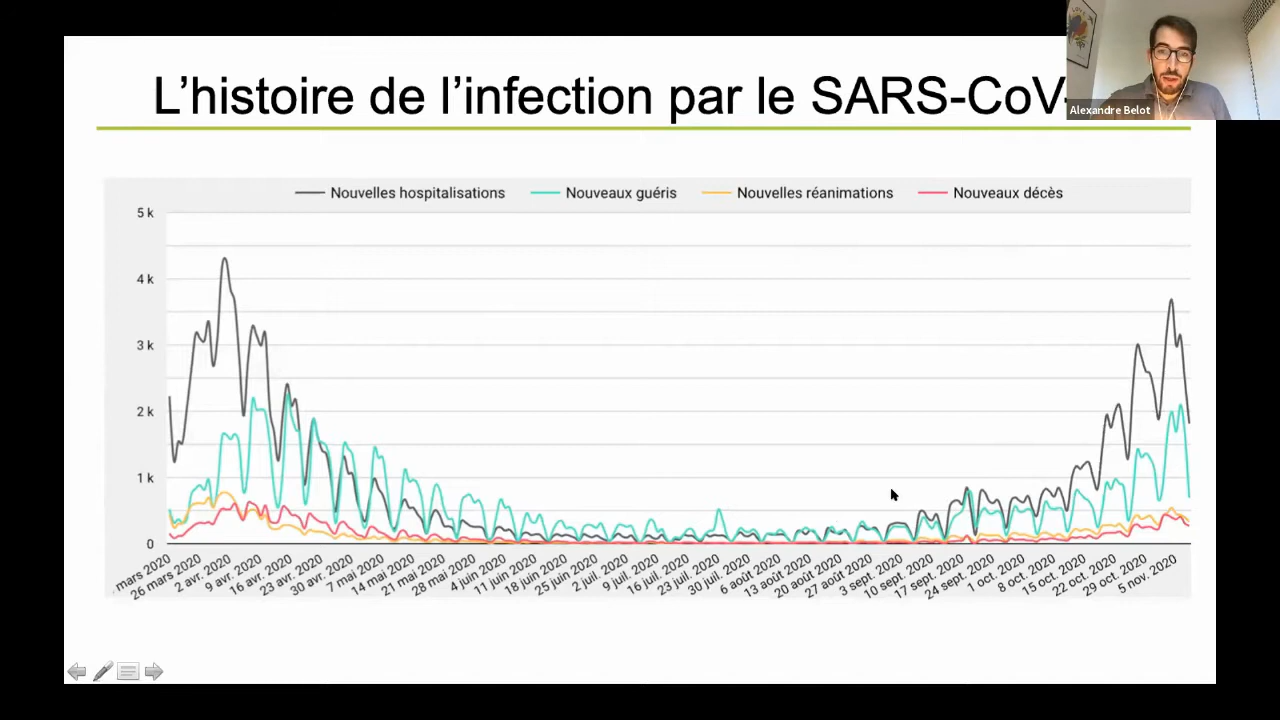 L'histoire de l'infection par le SARS-CoV-
Alexandre Belot
Nouvelles hospitalisations Nouveaux guéris Nouvelles réanimations Nouveaux décès
5 k
4 k
3 k
2 k
1 k
0
mars 2020 26 mars 2020 2 avr. 2020 9 avr. 2020 16 avr. 2020 23 avr. 2020 30 avr. 2020 7 mai 2020 14 mai 2020 21 mai 2020 28 mai 2020 4 juin 2020 11 juin 2020 18 juin 2020 25 juin 2020 2 juil. 2020 9 juil. 2020 16 juil. 2020 23 juil. 2020 30 juil. 2020 6 août 2020 13 août 2020 20 août 2020 27 août 2020 3 sept. 2020 10 sept. 2020 17 sept. 2020 24 sept. 2020 1 oct. 2020 8 oct. 2020 15 oct. 2020 22 oct. 2020 29 oct. 2020 5 nov. 2020